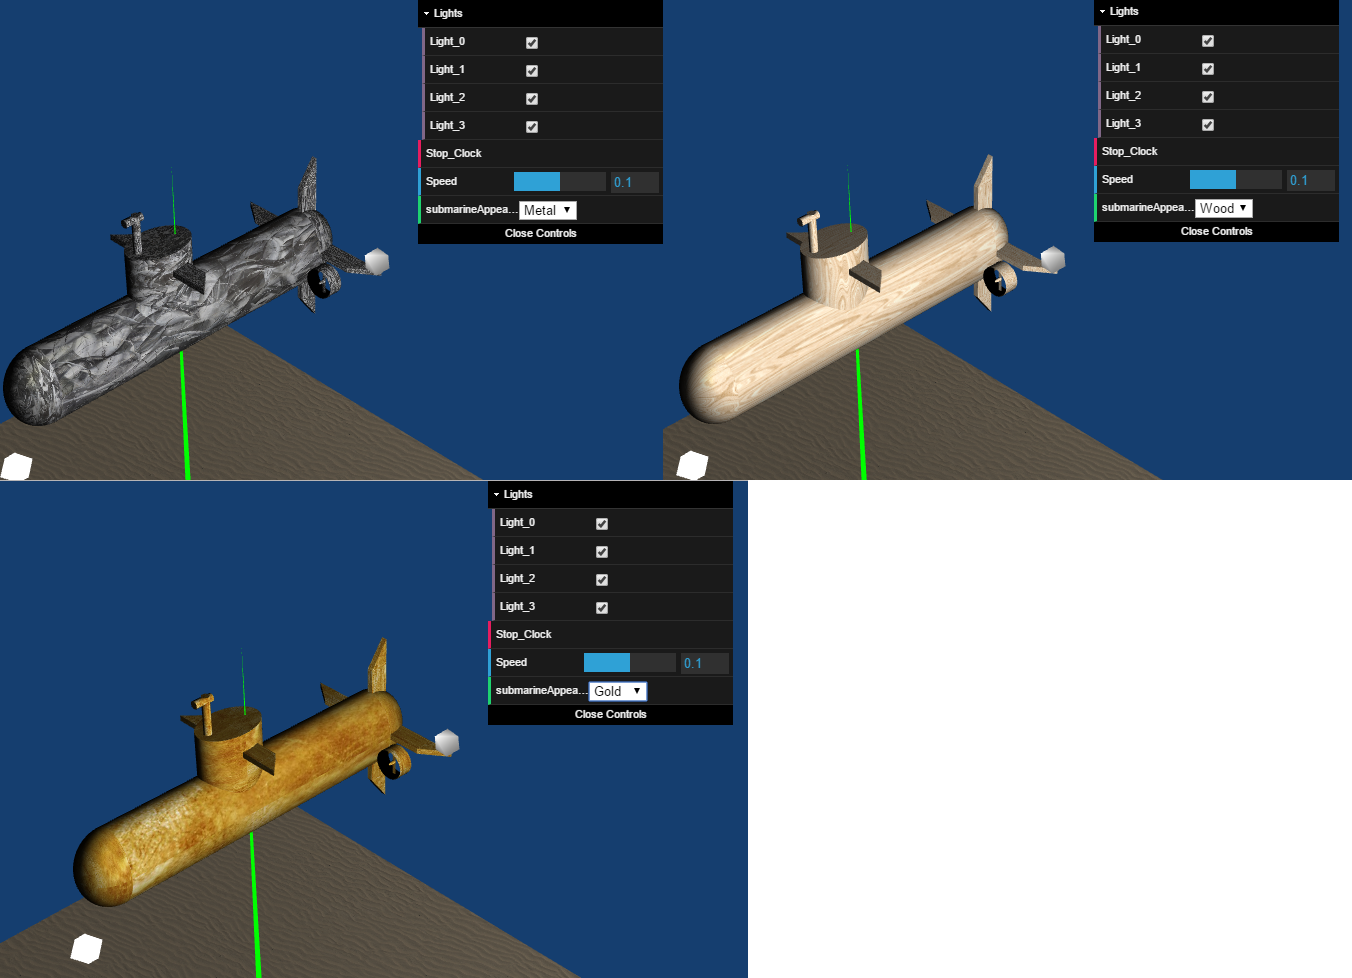 Lights
Light_0
Light_1
Light_2
Light_3
Stop_Clock
Speed 0.1
submarineAppea... Metal
Close Controls
Lights
Light_0
Light_1
Light_2
Light_3
Stop_Clock
Speed 0.1
submarineAppea... Wood
Close Controls
Lights
Light_0
Light_1
Light_2
Light_3
Stop_Clock
Speed 0.1
submarineAppea... Gold
Close Controls